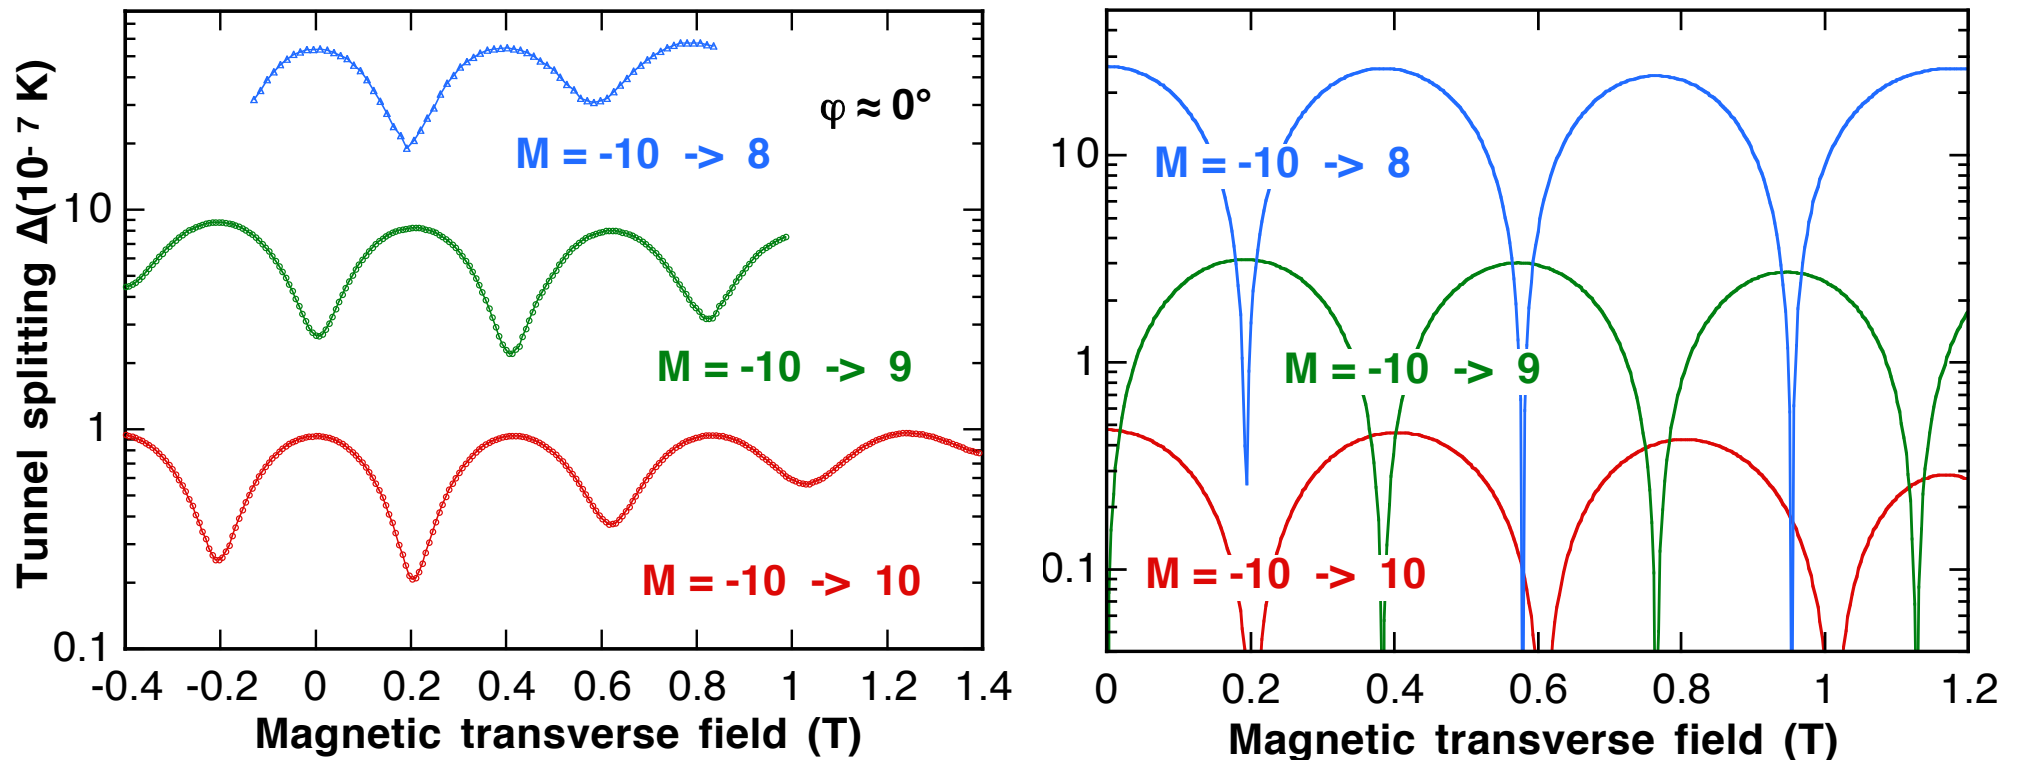 Tunnel splitting Δ(10- 7 K)
φ ≈ 0°
M = -10 -> 8
10
M = -10 -> 9
1
M = -10 -> 10
0.1
-0.4 -0.2 0 0.2 0.4 0.6 0.8 1 1.2 1.4
Magnetic transverse field (T)
10
M = -10 -> 8
1
M = -10 -> 9
0.1
M = -10 -> 10
0 0.2 0.4 0.6 0.8 1 1.2
Magnetic transverse field (T)